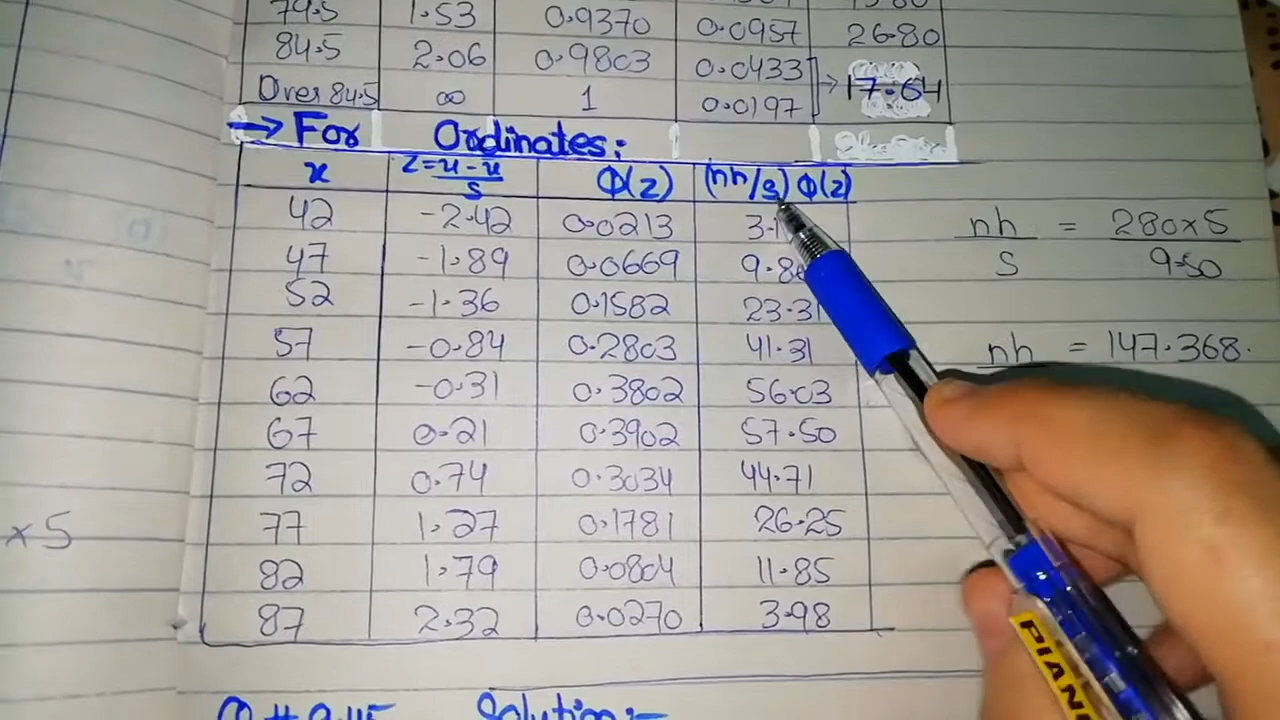 74.5 1.53 0.9370 0.0957 26.80
84.5 2.06 0.9803 0.0433
Over 84.5 ∞ 1 0.0197 → 17.64
→ For Ordinates:
x Z = x - x̄ / S Φ(z) (nh/s) Φ(z)
42 -2.42 0.0213
47 -1.89 0.0669
52 -1.36 0.1582 23.31
57 -0.84 0.2803 41.31
62 -0.31 0.3802 56.03
67 0.21 0.3902 57.50
72 0.74 0.3034 44.71
77 1.27 0.1781 26.25
82 1.79 0.0804 11.85
87 2.32 0.0270 3.98
nh / S = 280×5 / 9.50
nh = 147.368.
×5
Solution:-
PIAN